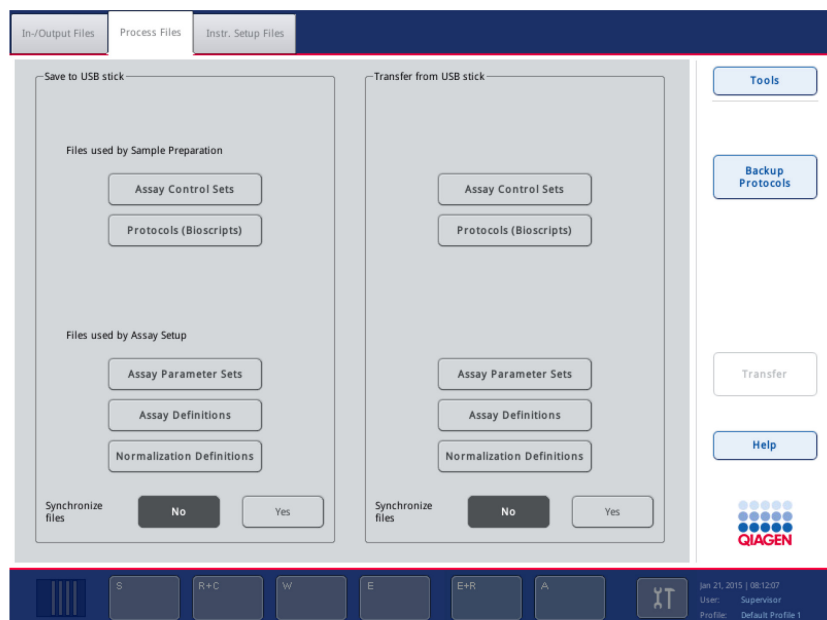 In-/Output Files
Process Files
Instr. Setup Files
Save to USB stick
Files used by Sample Preparation
Assay Control Sets
Protocols (Bioscripts)
Files used by Assay Setup
Assay Parameter Sets
Assay Definitions
Normalization Definitions
Synchronize
files
No
Yes
Transfer from USB stick
Assay Control Sets
Protocols (Bioscripts)
Assay Parameter Sets
Assay Definitions
Normalization Definitions
Synchronize
files
No
Yes
Tools
Backup
Protocols
Transfer
Help
QIAGEN
S
R+C
W
E
E+R
A
Jan 21, 2015 | 08:12:07
User: Supervisor
Profile: Default Profile 1